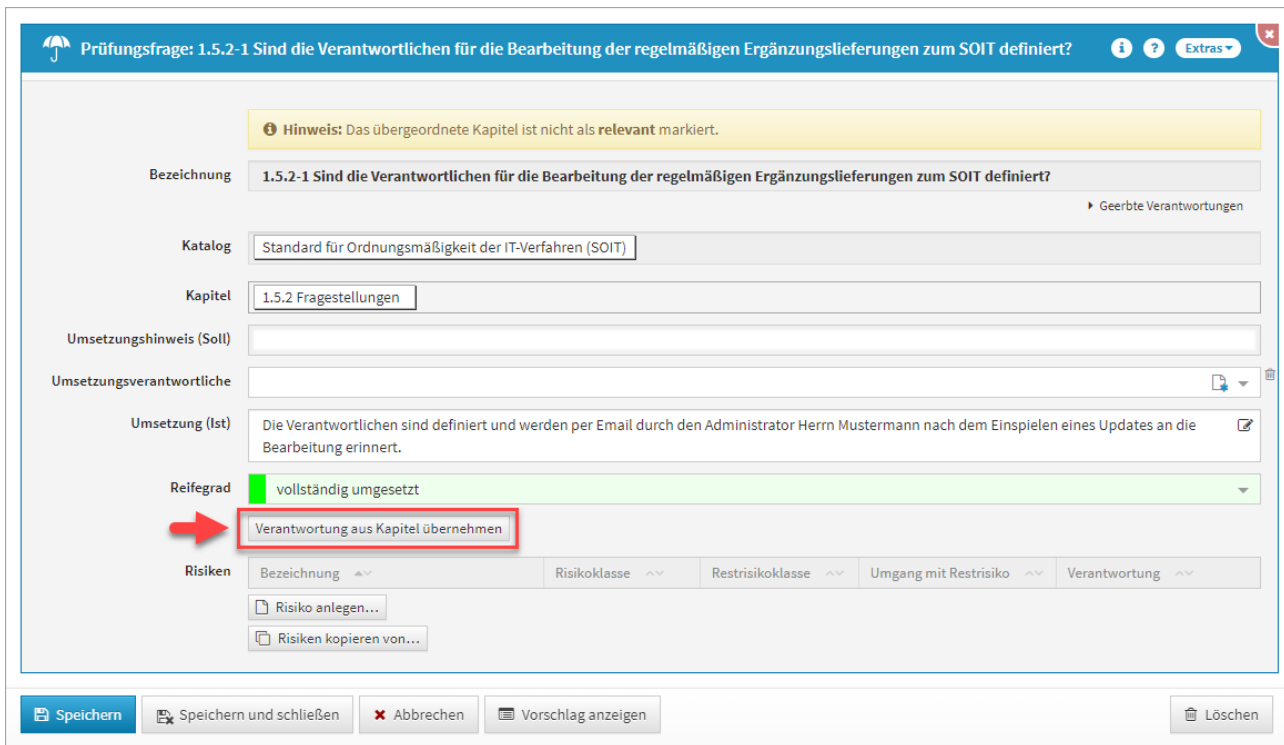 Prüfungsfrage: 1.5.2-1 Sind die Verantwortlichen für die Bearbeitung der regelmäßigen Ergänzungslieferungen zum SOIT definiert?
Extras
Hinweis: Das übergeordnete Kapitel ist nicht als relevant markiert.
Bezeichnung
1.5.2-1 Sind die Verantwortlichen für die Bearbeitung der regelmäßigen Ergänzungslieferungen zum SOIT definiert?
Geerbte Verantwortungen
Katalog
Standard für Ordnungsmäßigkeit der IT-Verfahren (SOIT)
Kapitel
1.5.2 Fragestellungen
Umsetzungshinweis (Soll)
Umsetzungsverantwortliche
Umsetzung (Ist)
Die Verantwortlichen sind definiert und werden per Email durch den Administrator Herrn Mustermann nach dem Einspielen eines Updates an die
Bearbeitung erinnert.
Reifegrad
vollständig umgesetzt
Verantwortung aus Kapitel übernehmen
Risiken
Bezeichnung Risikoklasse Restrisikoklasse Umgang mit Restrisiko Verantwortung
Risiko anlegen...
Risiken kopieren von...
Speichern Speichern und schließen Abbrechen Vorschlag anzeigen Löschen